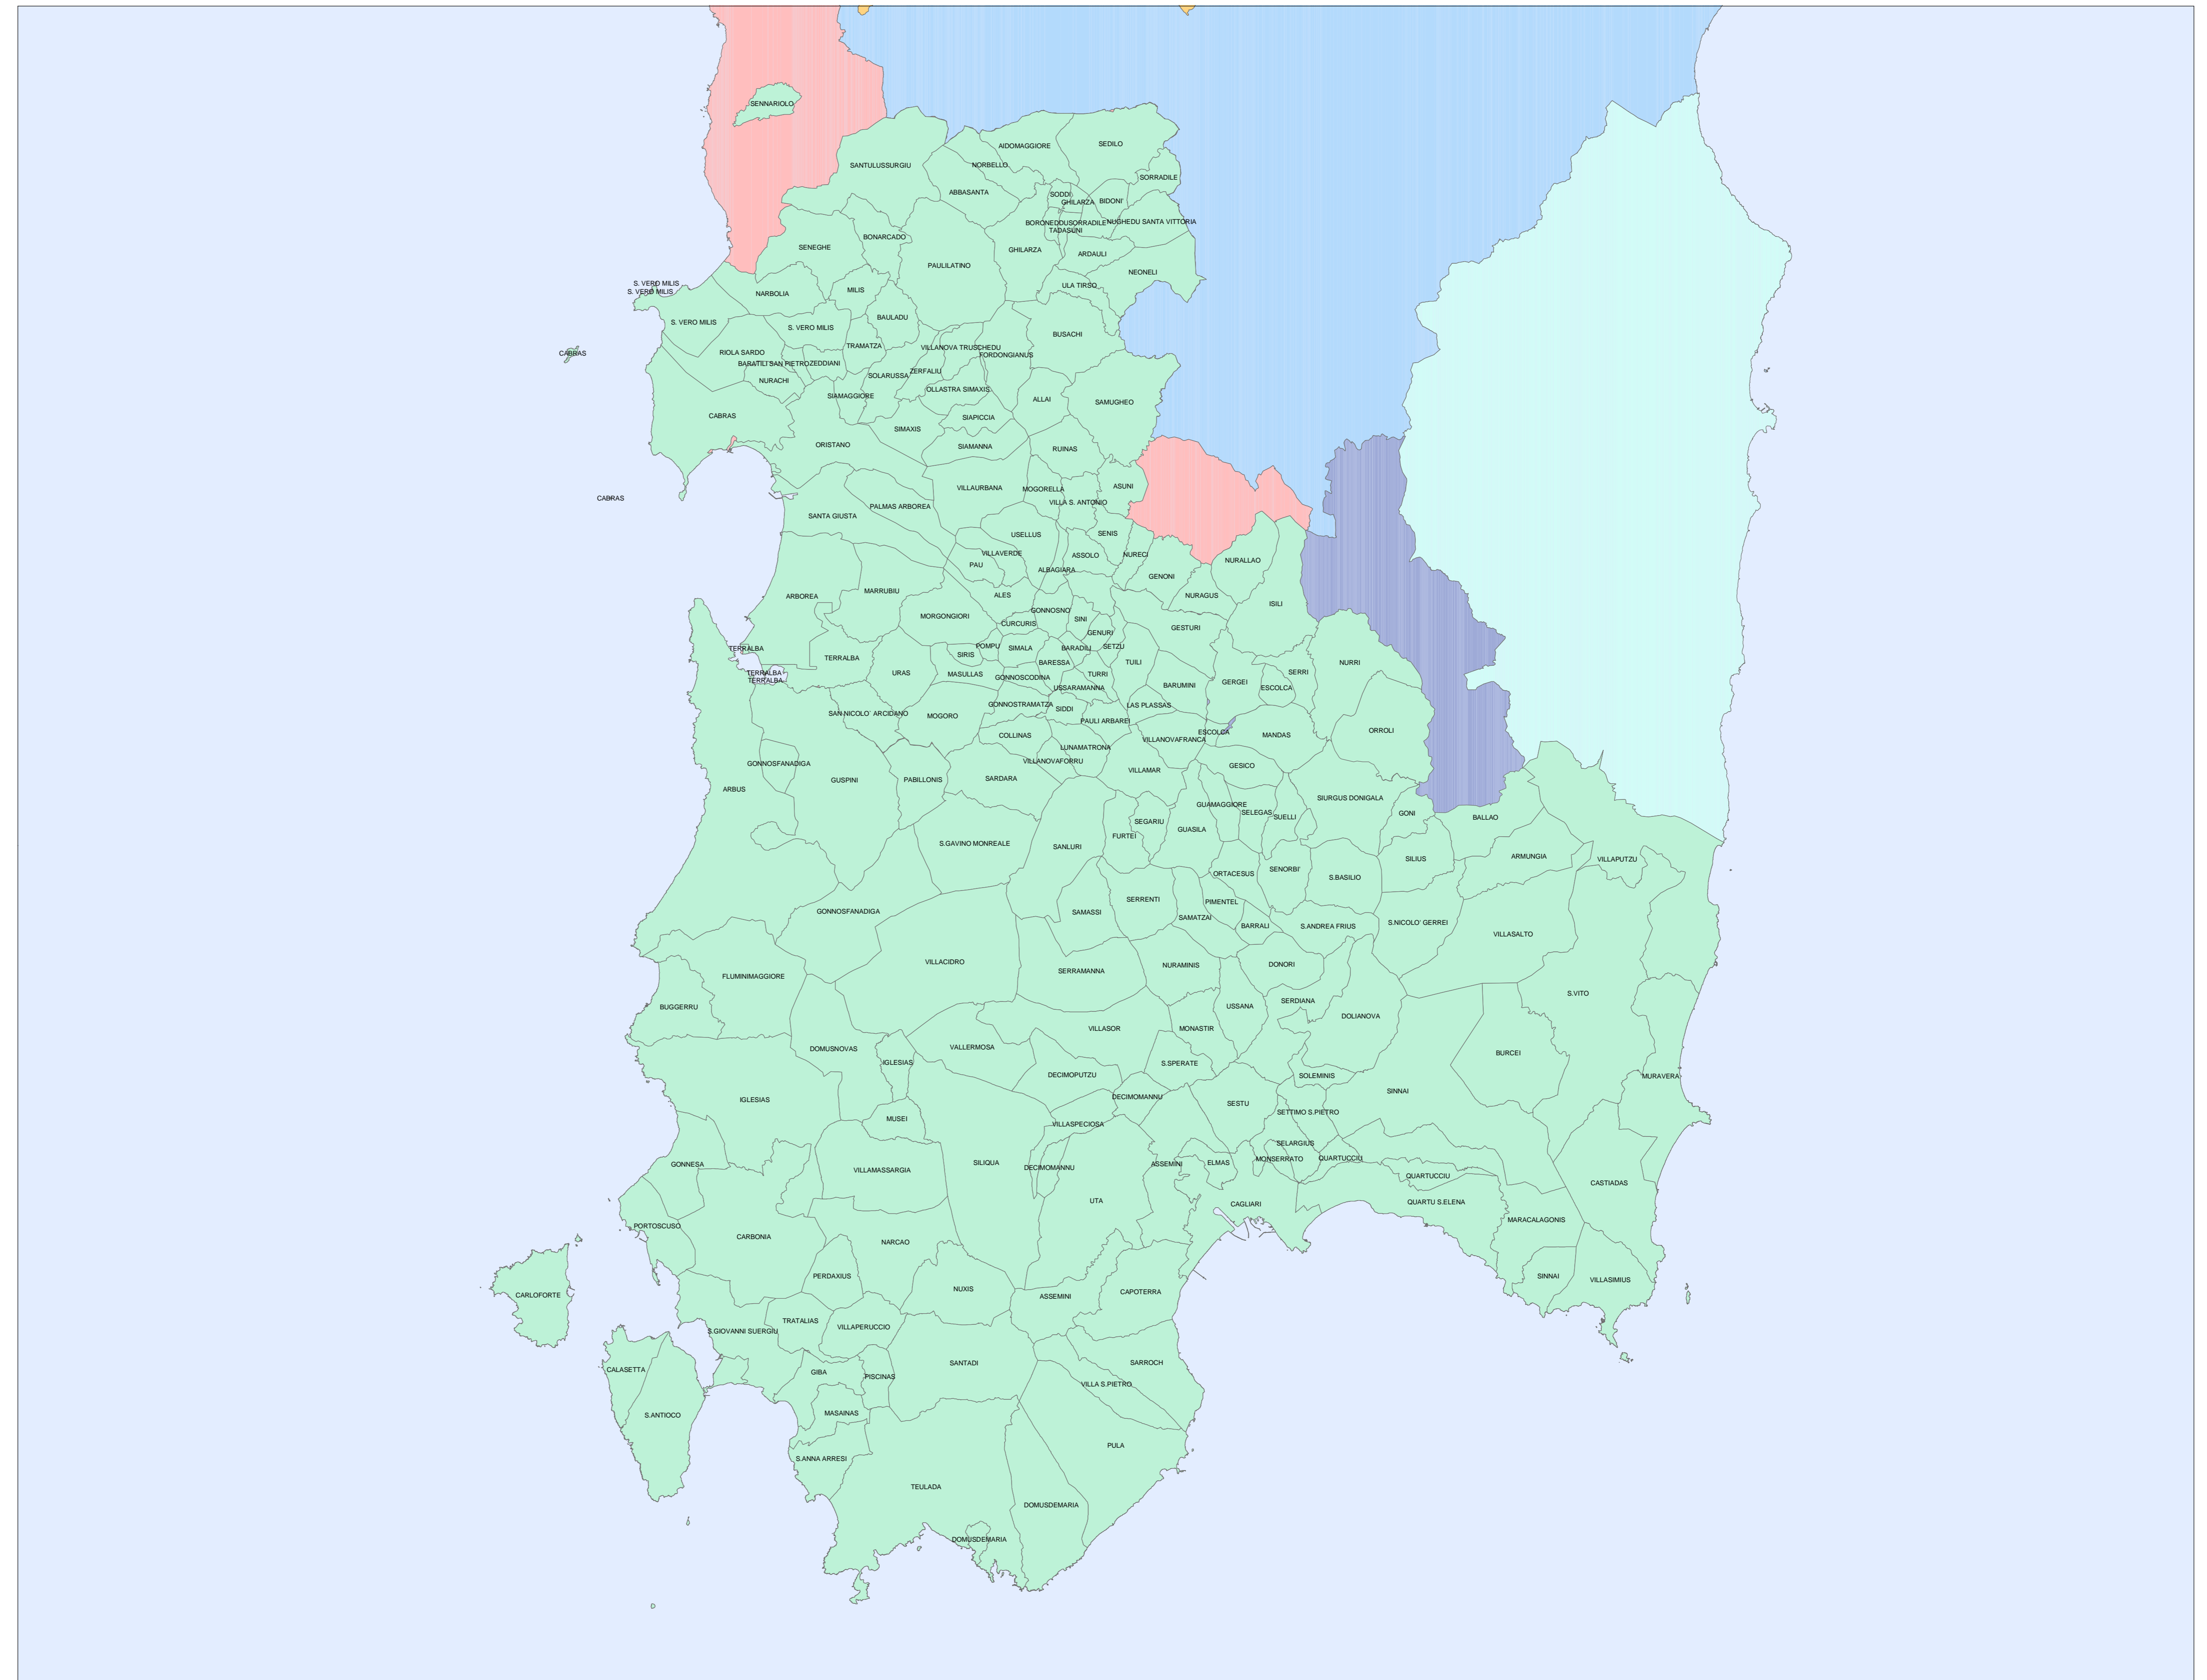 SENNARIOLO
AIDOMAGGIORE
SEDILO
SANTULUSSURGIU
NORBELLO
SORRADILE
ABBASANTA
SODDI
GHILARZA
BIDONI'
BORONEDDU
SORRADILE
NUGHEDU SANTA VITTORIA
TADASUNI
BONARCADO
SENEGHE
GHILARZA
ARDAULI
PAULILATINO
NEONELI
S. VERO MILIS
S. VERO MILIS
NARBOLIA
MILIS
ULA TIRSO
S. VERO MILIS
S. VERO MILIS
BAULADU
BUSACHI
CABRAS
RIOLA SARDO
TRAMATZA
VILLANOVA TRUSCHEDU
FORDONGIANUS
BARATILI SAN PIETRO
ZEDDIANI
NURACHI
SOLARUSSA
ZERFALIU
OLLASTRA SIMAXIS
SIAMAGGIORE
ALLAI
SAMUGHEO
CABRAS
SIAPICCIA
SIMAXIS
ORISTANO
SIAMANNA
RUINAS
CABRAS
VILLAURBANA
MOGORELLA
ASUNI
PALMAS ARBOREA
VILLA S. ANTONIO
SANTA GIUSTA
USELLUS
SENIS
VILLAVERDE
ASSOLO
NURECI
PAU
ALBAGIARA
NURALLAO
GENONI
ARBOREA
MARRUBIU
ALES
NURAGUS
ISILI
MORGONGIORI
GONNOSNO
CURCURIS
SINI
GESTURI
GENURI
TERRALBA
TERRALBA
POMPU
SIRIS
SIMALA
BARADILI
SETZU
BARESSA
TUILI
NURRI
TERRALBA
TERRALBA
URAS
MASULLAS
GONNOSCODINA
TURRI
SERRI
USSARAMANNA
BARUMINI
GERGEI
ESCOLCA
SAN NICOLO` ARCIDANO
MOGORO
GONNOSTRAMATZA
SIDDI
LAS PLASSAS
PAULI ARBAREI
COLLINAS
VILLANOVAFRANCA
ESCOLCA
MANDAS
ORROLI
LUNAMATRONA
VILLANOVAFORRU
GONNOSFANADIGA
GUSPINI
PABILLONIS
SARDARA
VILLAMAR
GESICO
ARBUS
SIURGUS DONIGALA
GUAMAGGIORE
SELEGAS
SUELLI
GONI
BALLAO
SEGARIU
GUASILA
FURTEI
S.GAVINO MONREALE
SANLURI
SILIUS
ARMUNGIA
VILLAPUTZU
ORTACESUS
SENORBI'
S.BASILIO
GONNOSFANADIGA
SAMASSI
SERRENTI
SAMATZAI
PIMENTEL
BARRALI
S.ANDREA FRIUS
S.NICOLO' GERREI
VILLASALTO
VILLACIDRO
FLUMINIMAGGIORE
SERRAMANNA
NURAMINIS
DONORI
S.VITO
BUGGERRU
USSANA
SERDIANA
DOLIANOVA
VILLASOR
MONASTIR
DOMUSNOVAS
VALLERMOSA
BURCEI
IGLESIAS
S.SPERATE
DECIMOPUTZU
SOLEMINIS
MURAVERA
SINNAI
IGLESIAS
DECIMOMANNU
SESTU
SETTIMO S.PIETRO
MUSEI
VILLASPECIOSA
SELARGIUS
GONNESA
VILLAMASSARGIA
SILIQUA
DECIMOMANNU
ASSEMINI
ELMAS
MONSERRATO
QUARTUCCIU
QUARTUCCIU
CASTIADAS
UTA
CAGLIARI
QUARTU S.ELENA
PORTOSCUSO
MARACALAGONIS
CARBONIA
NARCAO
PERDAXIUS
SINNAI
VILLASIMIUS
CARLOFORTE
NUXIS
ASSEMINI
CAPOTERRA
S.GIOVANNI SUERGIU
TRATALIAS
VILLAPERUCCIO
CALASETTA
GIBA
PISCINAS
SANTADI
SARROCH
VILLA S.PIETRO
S.ANTIOCO
MASAINAS
PULA
S.ANNA ARRESI
TEULADA
DOMUSDEMARIA
DOMUSDEMARIA